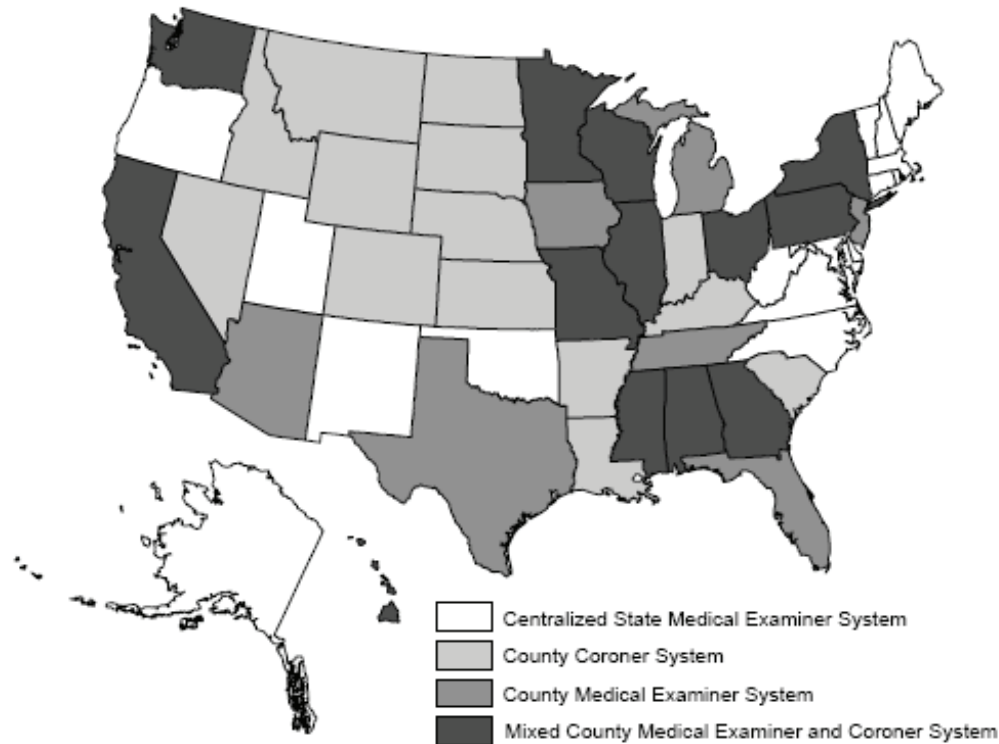 Centralized State Medical Examiner System
County Coroner System
County Medical Examiner System
Mixed County Medical Examiner and Coroner System